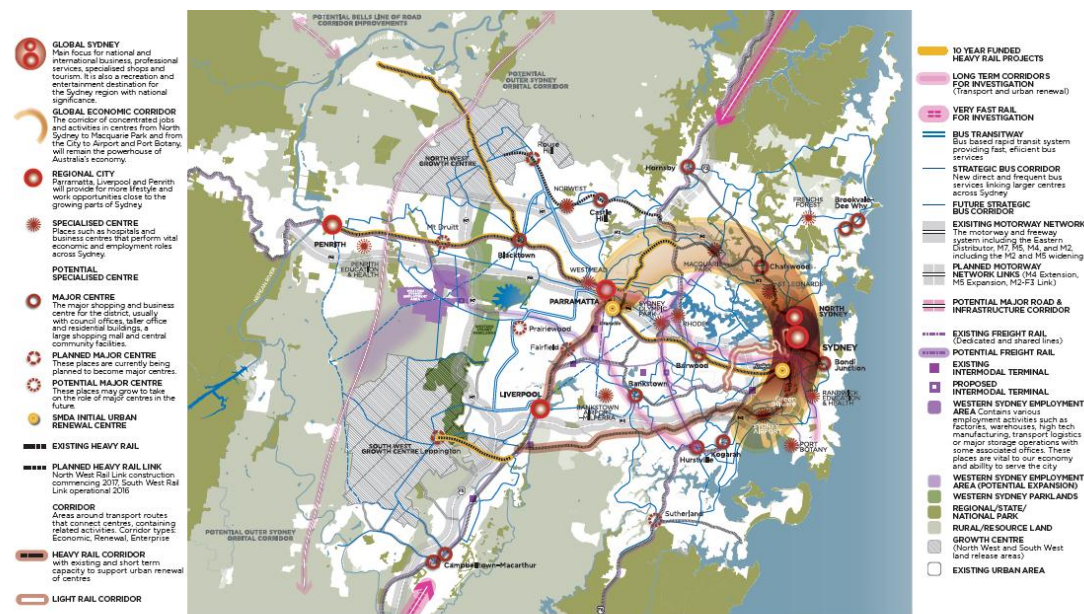 GLOBAL SYDNEY
Main focus for national and
international business, professional
services, specialised shops and
tourism. It is also a recreation and
entertainment destination for
the Sydney region with national
significance.
GLOBAL ECONOMIC CORRIDOR
The corridor of concentrated jobs
and activities in centres from North
Sydney to Macquarie Park and from
the City to Airport and Port Botany,
will remain the powerhouse of
Australia's economy.
REGIONAL CITY
Parramatta, Liverpool and Penrith
will provide for more lifestyle and
work opportunities close to the
growing parts of Sydney
SPECIALISED CENTRE
Places such as hospitals and
business centres that perform vital
economic and employment roles
across Sydney.
POTENTIAL
SPECIALISED CENTRE
MAJOR CENTRE
The major shopping and business
centre for the district, usually
with council offices, taller office
and residential buildings, a
large shopping mall and central
community facilities.
PLANNED MAJOR CENTRE
These places are currently being
planned to become major centres.
POTENTIAL MAJOR CENTRE
These places may grow to take
on the role of major centres in the
future.
SMDA INITIAL URBAN
RENEWAL CENTRE
EXISTING HEAVY RAIL
PLANNED HEAVY RAIL LINK
North West Rail Link construction
commencing 2017, South West Rail
Link operational 2016
CORRIDOR
Areas around transport routes
that connect centres, containing
related activities. Corridor types:
Economic, Renewal, Enterprise
HEAVY RAIL CORRIDOR
with existing and short term
capacity to support urban renewal
of centres
LIGHT RAIL CORRIDOR
POTENTIAL BELLS LINE OF ROAD
CORRIDOR IMPROVEMENTS
POTENTIAL
OUTER SYDNEY
ORBITAL CORRIDOR
Rouse
Hill
NORTH WEST
GROWTH CENTRE
Hornsby
NORWEST
Castle
Hill
FRENCHS
FOREST
Brookvale-
Dee Why
PENRITH
Mt Druitt
Blacktown
PENRITH
EDUCATION
& HEALTH
WESTMEAD
MACQUARIE
PARK
Chatswood
ST LEONARDS
PARRAMATTA
SYDNEY
OLYMPIC
PARK
RHODES
NORTH
SYDNEY
SYDNEY
Prairiewood
Fairfield
Burwood
Bondi
Junction
LIVERPOOL
Bankstown
BANKSTOWN
AIRPORT-
MILPERRA
Green
Square
RANDWICK
EDUCATION
& HEALTH
SYDNEY
AIRPORT
SOUTH WEST
GROWTH CENTRE
Leppington
Kogarah
Hurstville
PORT
BOTANY
Sutherland
POTENTIAL OUTER SYDNEY
ORBITAL CORRIDOR
Campbelltown-Macarthur
10 YEAR FUNDED
HEAVY RAIL PROJECTS
LONG TERM CORRIDORS
FOR INVESTIGATION
(Transport and urban renewal)
VERY FAST RAIL
FOR INVESTIGATION
BUS TRANSITWAY
Bus based rapid transit system
providing fast, efficient bus
services
STRATEGIC BUS CORRIDOR
New direct and frequent bus
services linking larger centres
across Sydney
FUTURE STRATEGIC
BUS CORRIDOR
EXISITING MOTORWAY NETWORK
The motorway and freeway
system including the Eastern
Distributor, M7, M5, M4, and M2,
including the M2 and M5 widening
PLANNED MOTORWAY
NETWORK LINKS (M4 Extension,
M5 Expansion, M2-F3 Link)
POTENTIAL MAJOR ROAD &
INFRASTRUCTURE CORRIDOR
EXISTING FREIGHT RAIL
(Dedicated and shared lines)
POTENTIAL FREIGHT RAIL
EXISTING
INTERMODAL TERMINAL
PROPOSED
INTERMODAL TERMINAL
WESTERN SYDNEY EMPLOYMENT
AREA Contains various
employment activities such as
factories, warehouses, high tech
manufacturing, transport logistics
or major storage operations with
some associated offices. These
places are vital to our economy
and ability to serve the city
WESTERN SYDNEY EMPLOYMENT
AREA (POTENTIAL EXPANSION)
WESTERN SYDNEY PARKLANDS
REGIONAL/STATE/
NATIONAL PARK
RURAL/RESOURCE LAND
GROWTH CENTRE
(North West and South West
land release areas)
EXISTING URBAN AREA